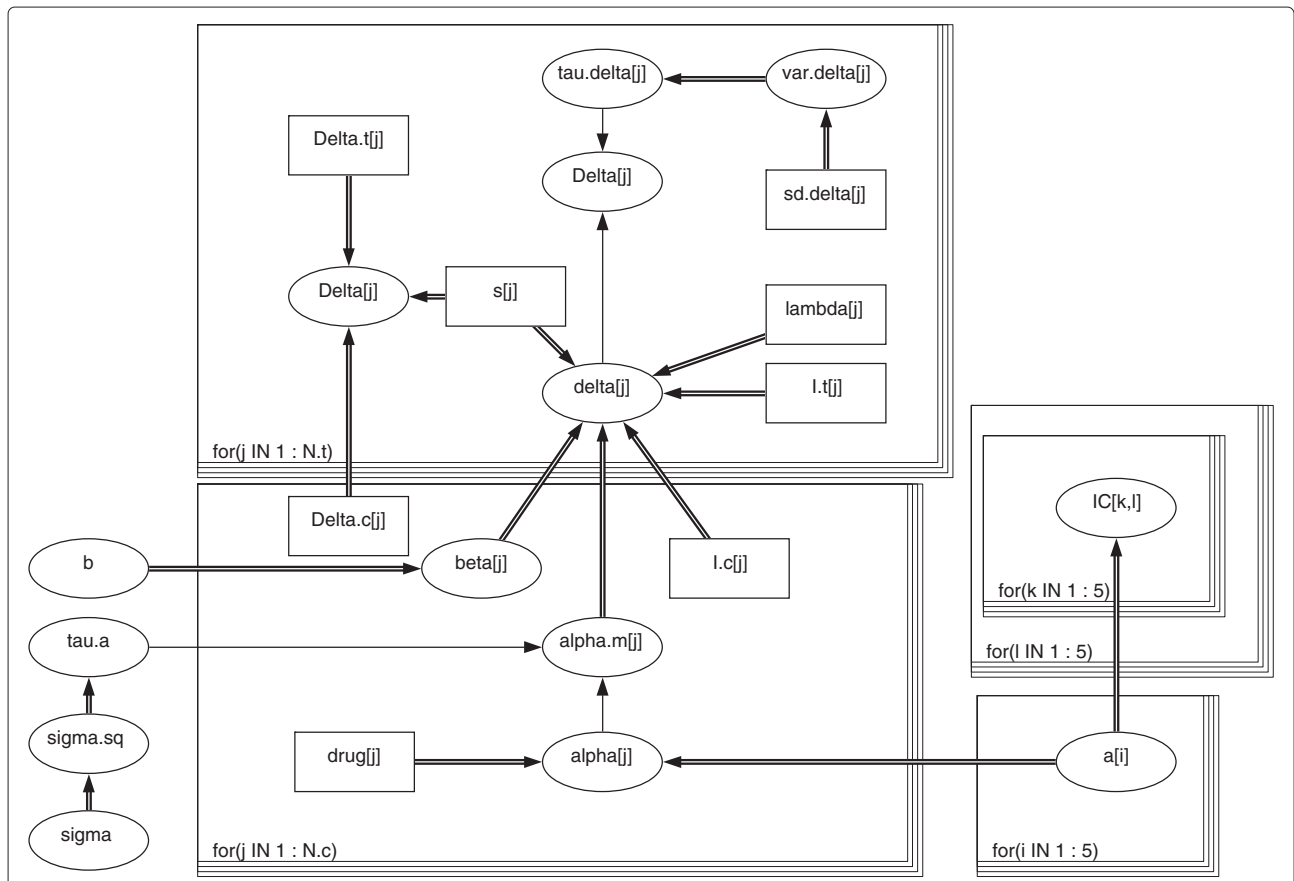 tau.delta[j]
var.delta[j]
Delta.t[j]
Delta[j]
sd.delta[j]
Delta[j]
s[j]
lambda[j]
delta[j]
I.t[j]
for(j IN 1 : N.t)
Delta.c[j]
IC[k,l]
b
beta[j]
I.c[j]
for(k IN 1 : 5)
tau.a
alpha.m[j]
for(l IN 1 : 5)
sigma.sq
drug[j]
alpha[j]
a[i]
sigma
for(j IN 1 : N.c)
for(i IN 1 : 5)